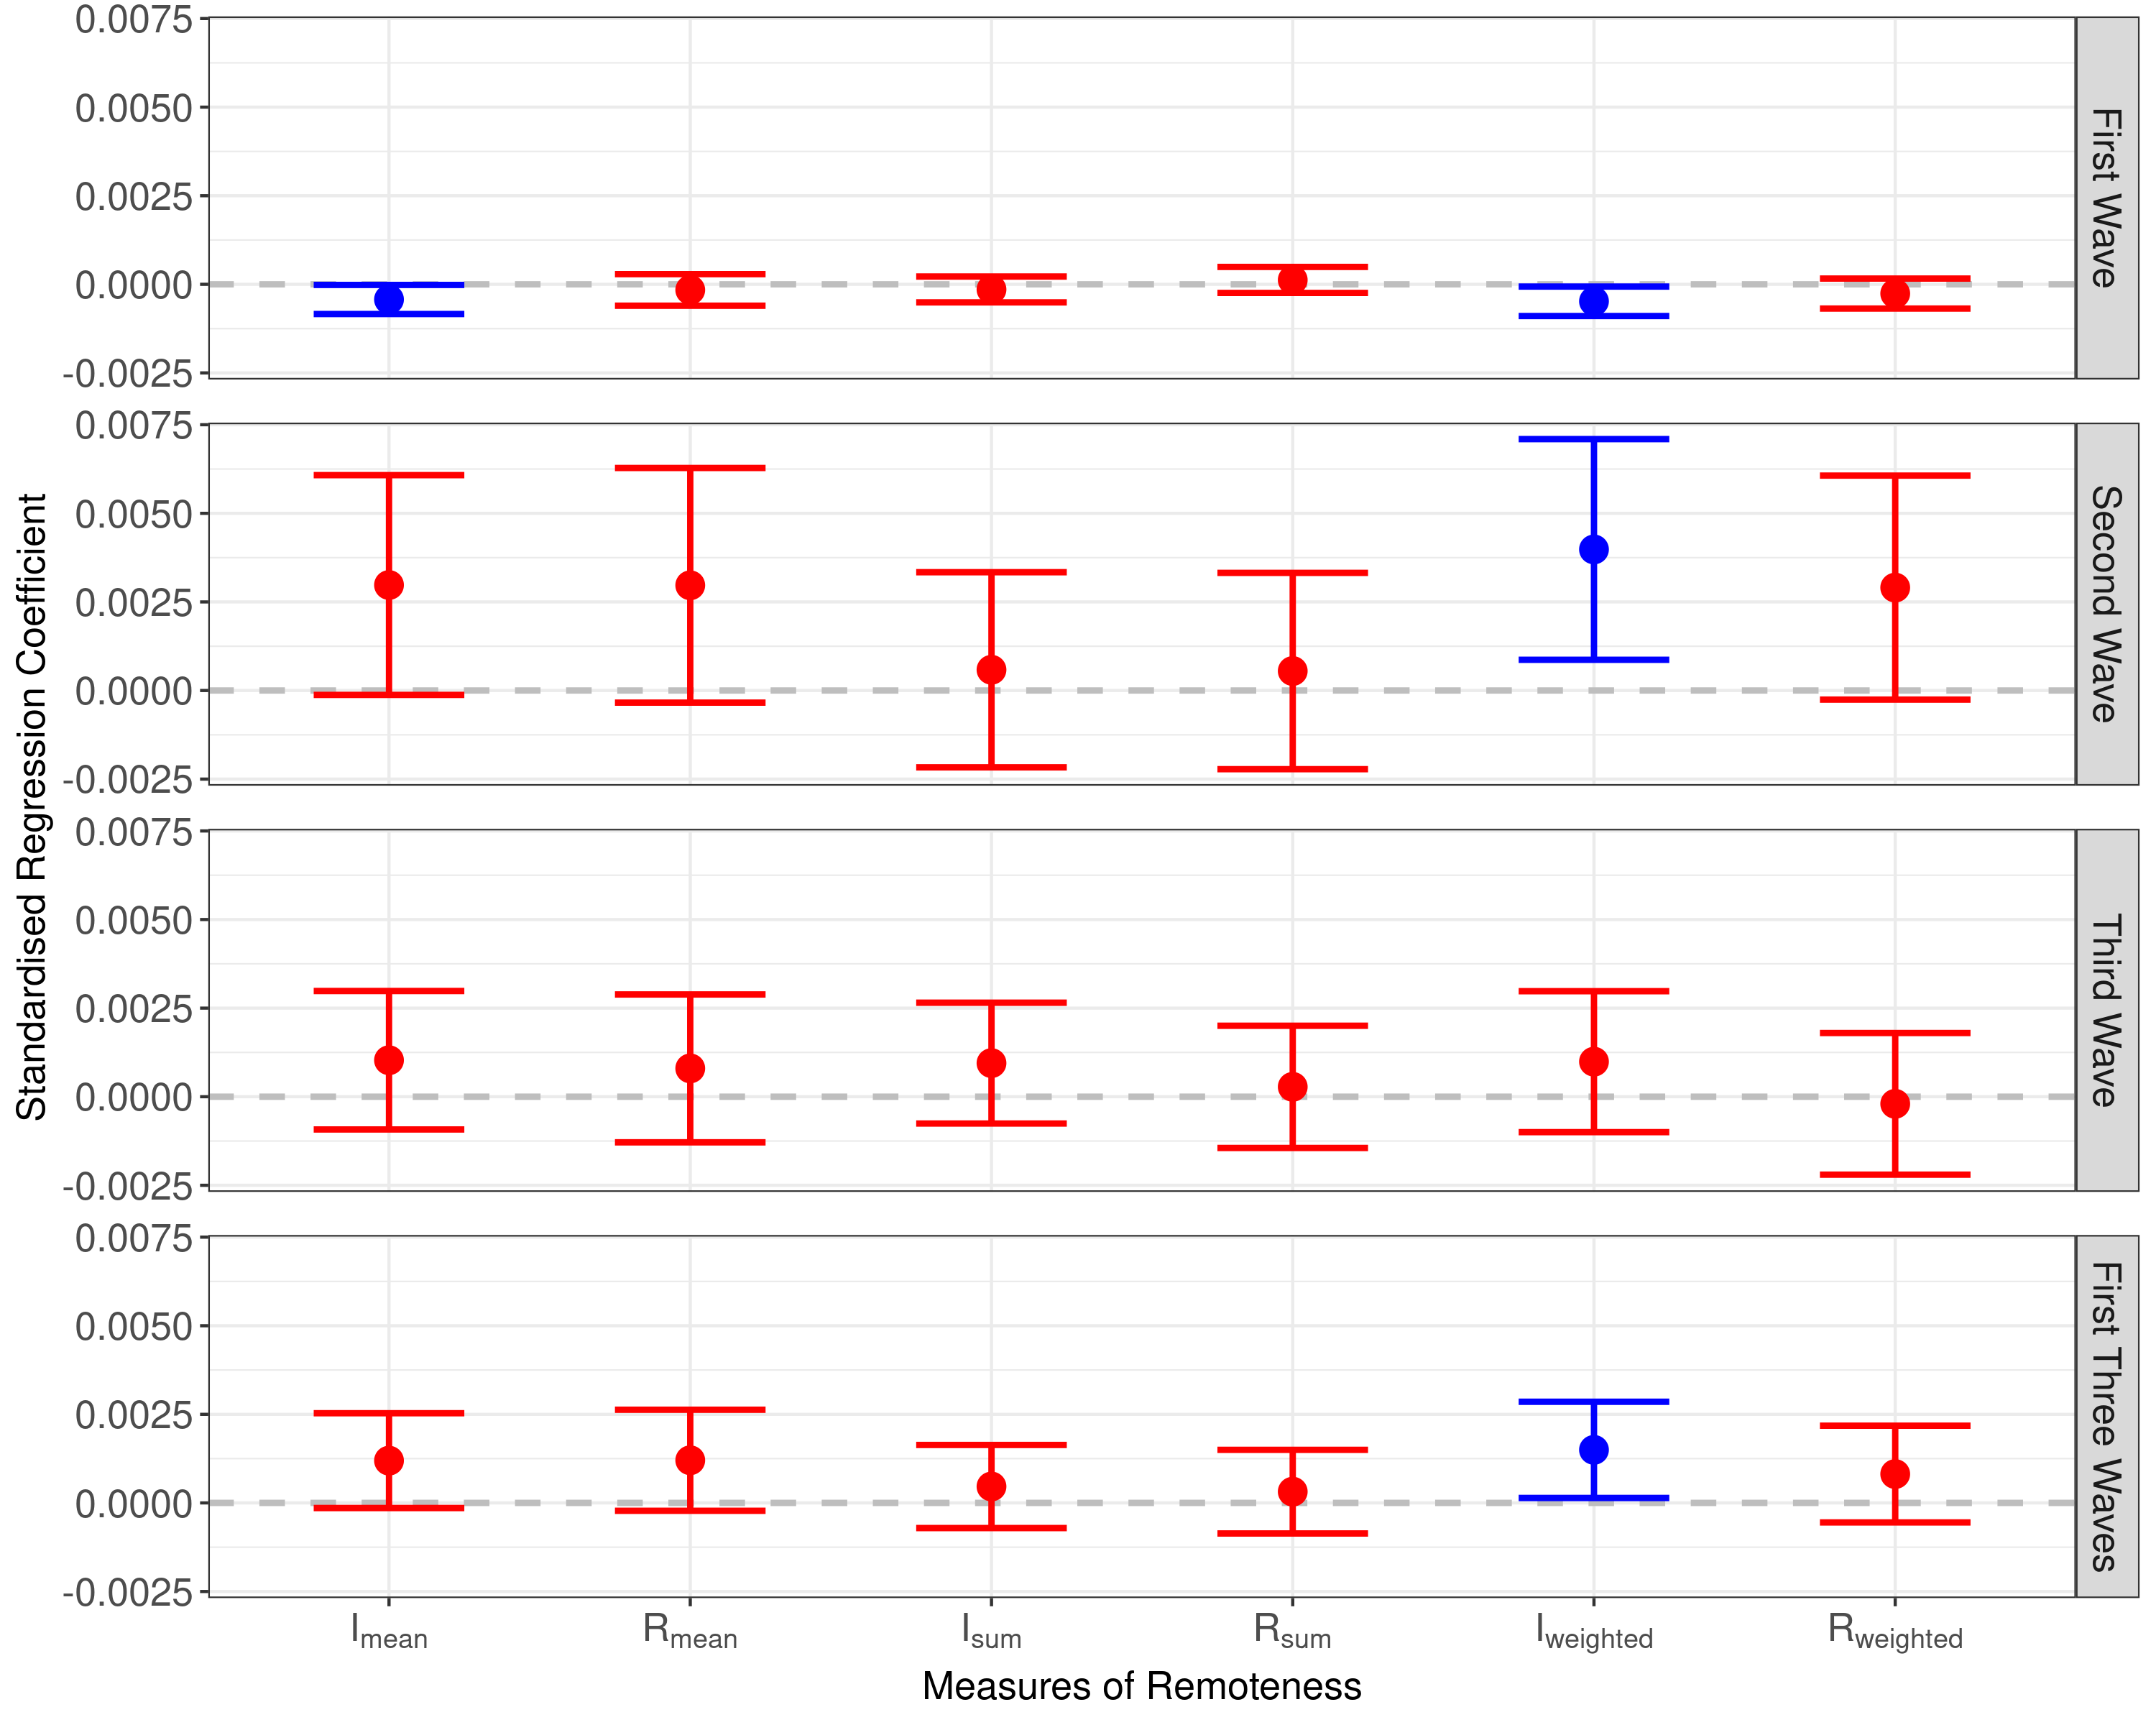 Standardised Regression Coefficient
0.0075
0.0050
0.0025
0.0000
-0.0025
First Wave
0.0075
0.0050
0.0025
0.0000
-0.0025
Second Wave
0.0075
0.0050
0.0025
0.0000
-0.0025
Third Wave
0.0075
0.0050
0.0025
0.0000
-0.0025
First Three Waves
Imean Rmean Isum Rsum Iweighted Rweighted
Measures of Remoteness